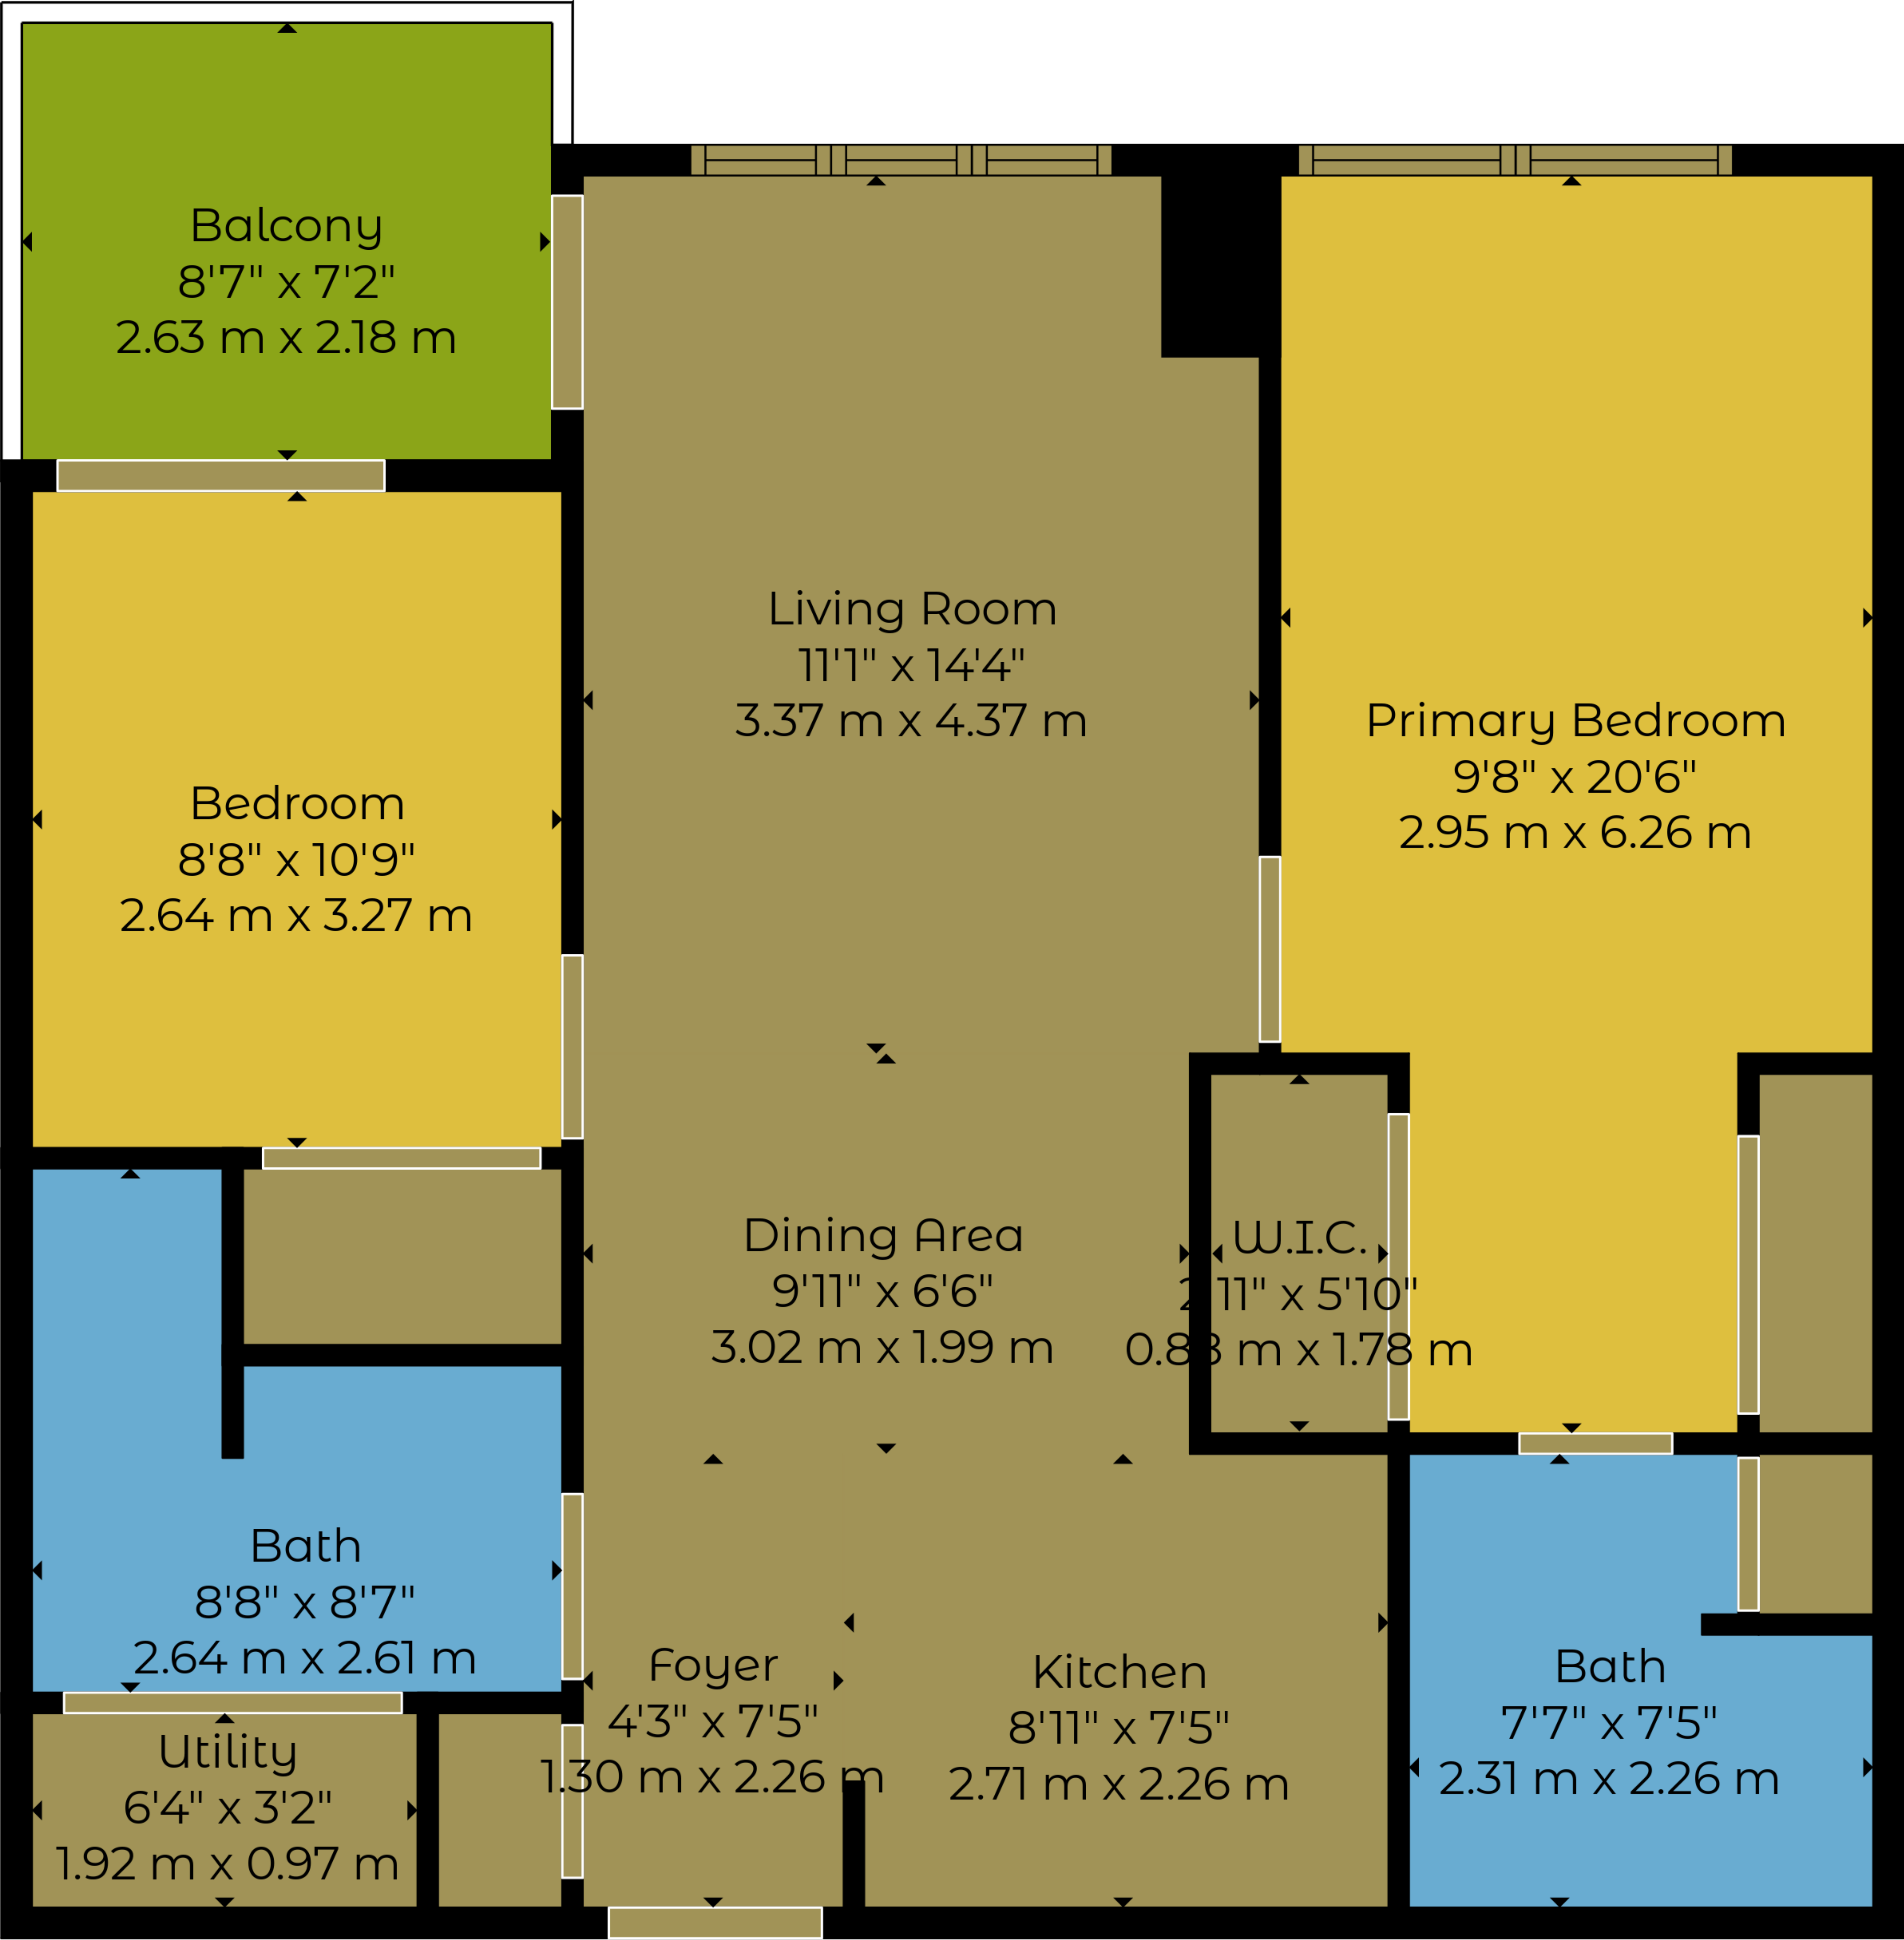 Balcony
8'7" x 7'2"
2.63 m x 2.18 m
Living Room
11'1" x 14'4"
3.37 m x 4.37 m
Primary Bedroom
9'8" x 20'6"
2.95 m x 6.26 m
Bedroom
8'8" x 10'9"
2.64 m x 3.27 m
Dining Area
9'11" x 6'6"
3.02 m x 1.99 m
W.I.C.
2'11" x 5'10"
0.88 m x 1.78 m
Bath
8'8" x 8'7"
2.64 m x 2.61 m
Foyer
4'3" x 7'5"
1.30 m x 2.26 m
Kitchen
8'11" x 7'5"
2.71 m x 2.26 m
Bath
7'7" x 7'5"
2.31 m x 2.26 m
Utility
6'4" x 3'2"
1.92 m x 0.97 m